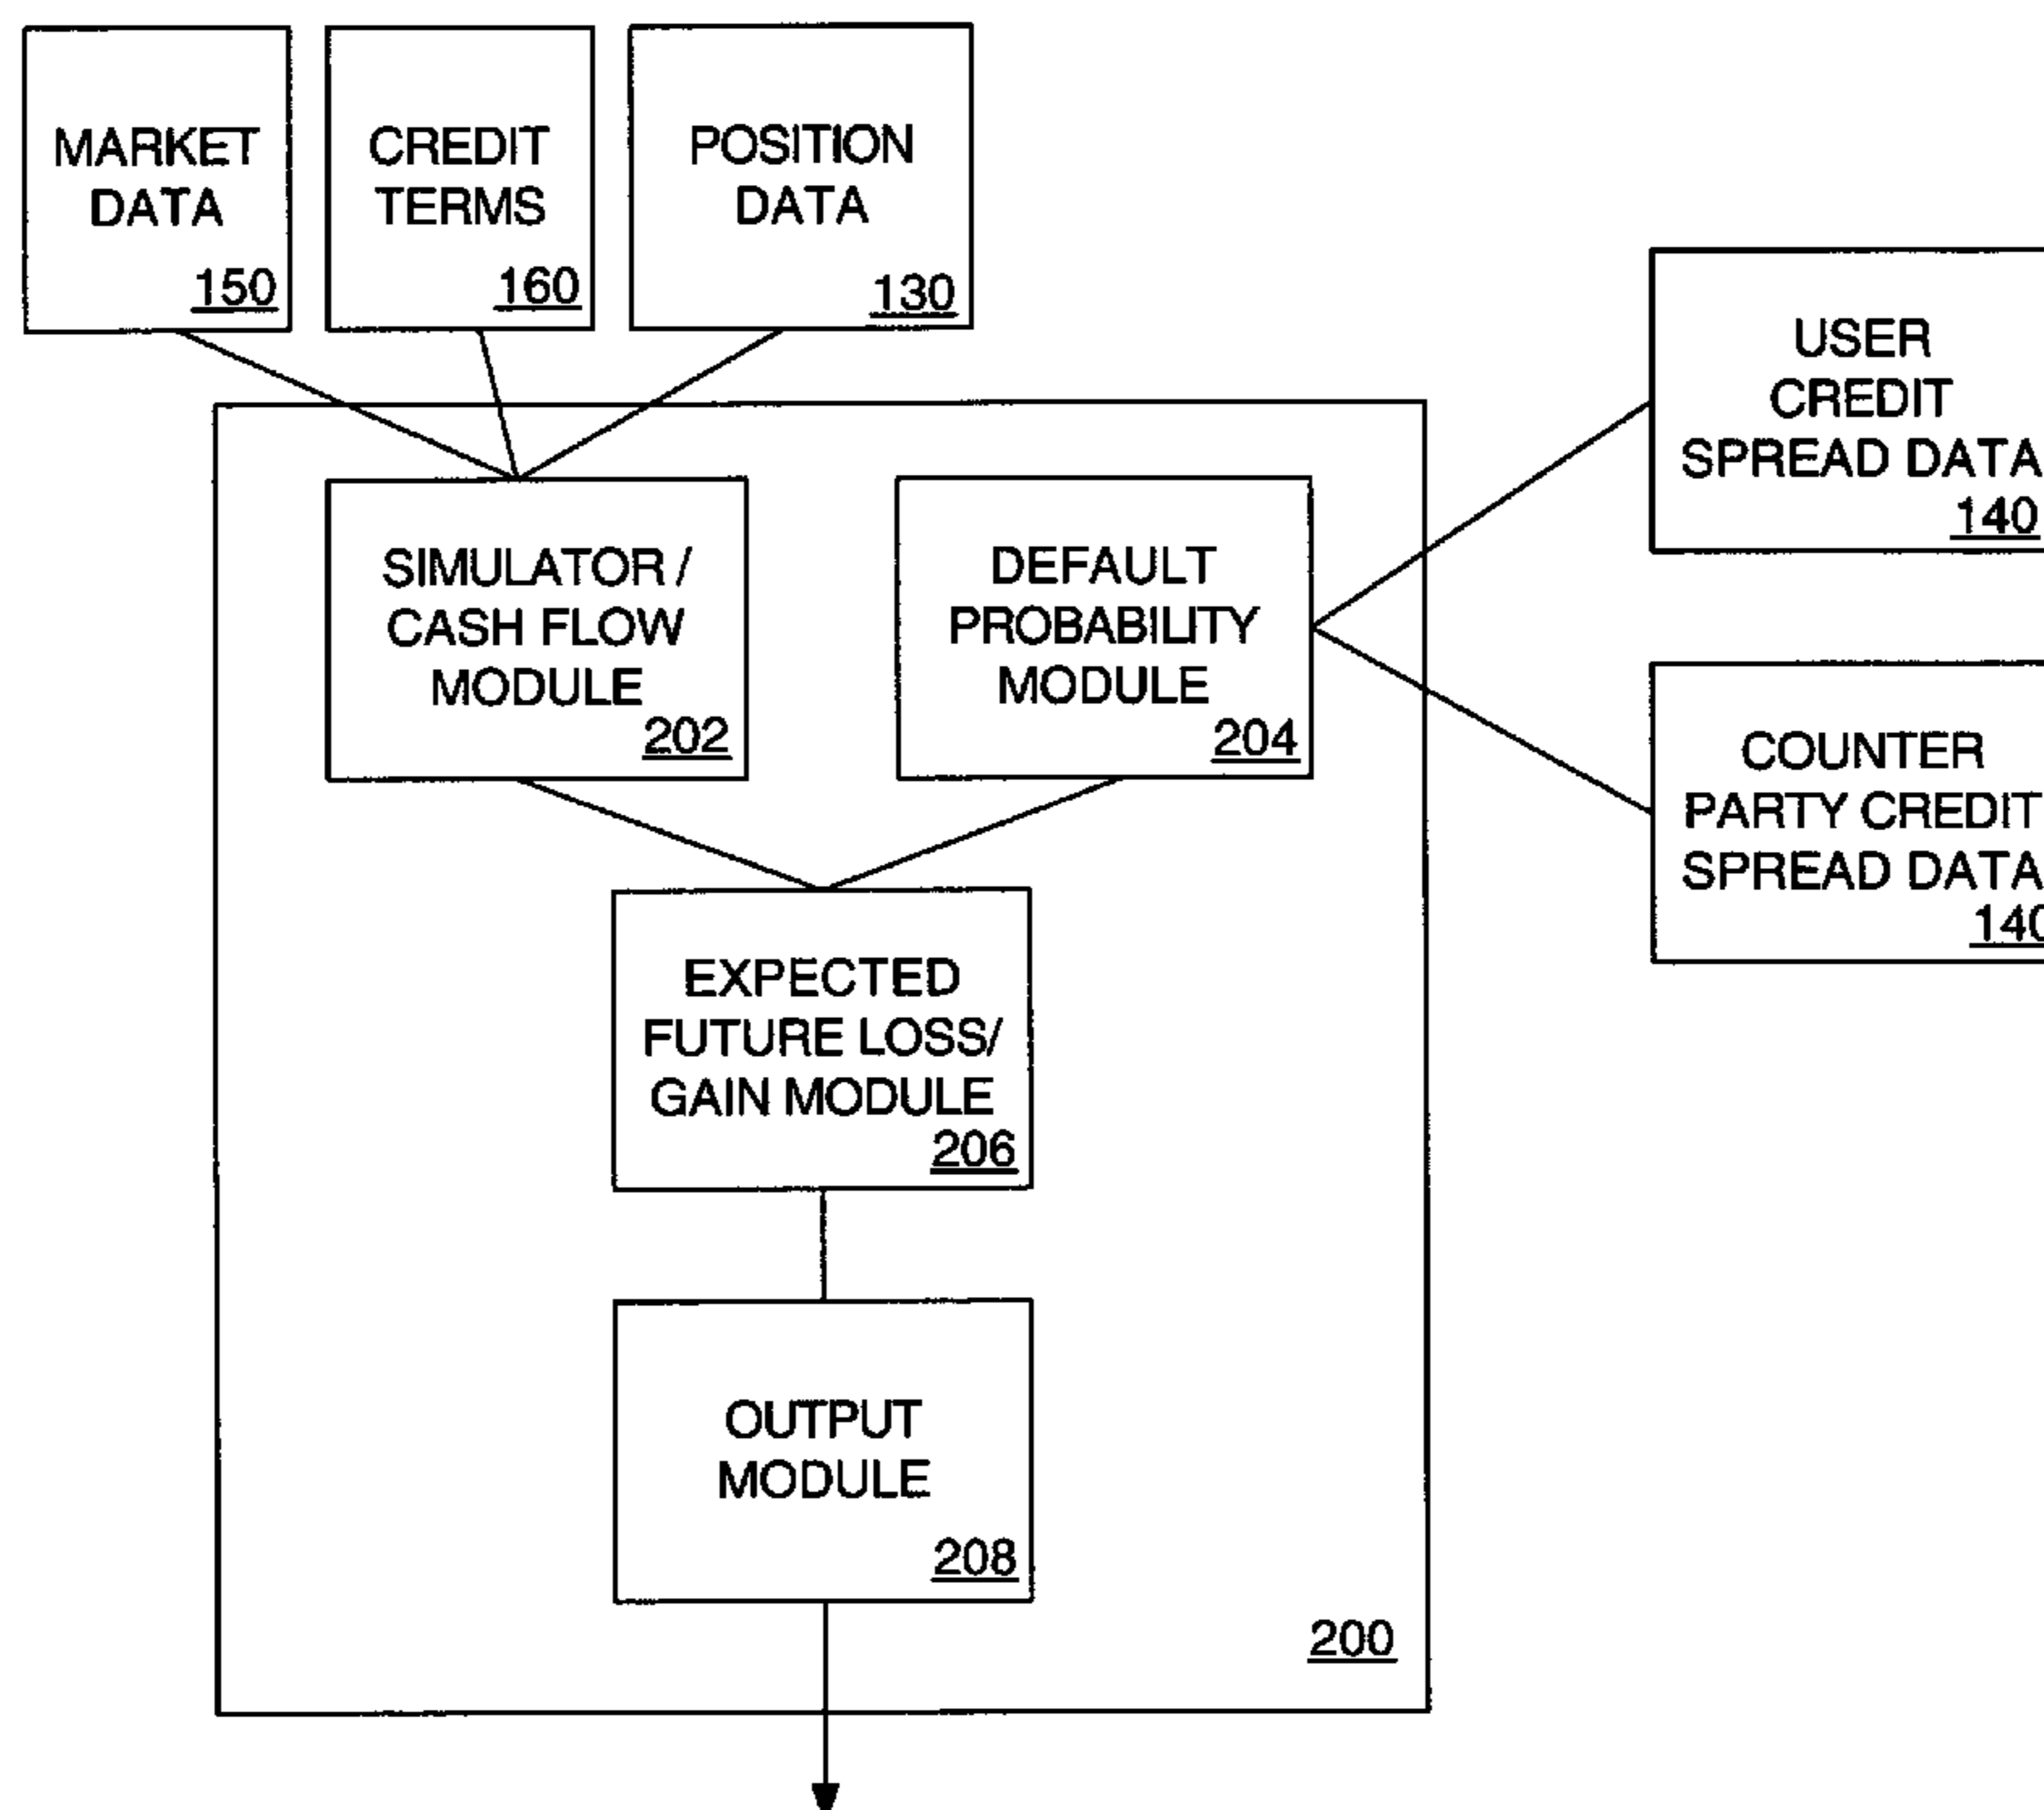 MARKET
DATA
150
CREDIT
TERMS
160
POSITION
DATA
130
USER
CREDIT
SPREAD DATA
140
SIMULATOR /
CASH FLOW
MODULE
202
DEFAULT
PROBABILITY
MODULE
204
COUNTER
PARTY CREDIT
SPREAD DATA
140
EXPECTED
FUTURE LOSS/
GAIN MODULE
206
OUTPUT
MODULE
208
200